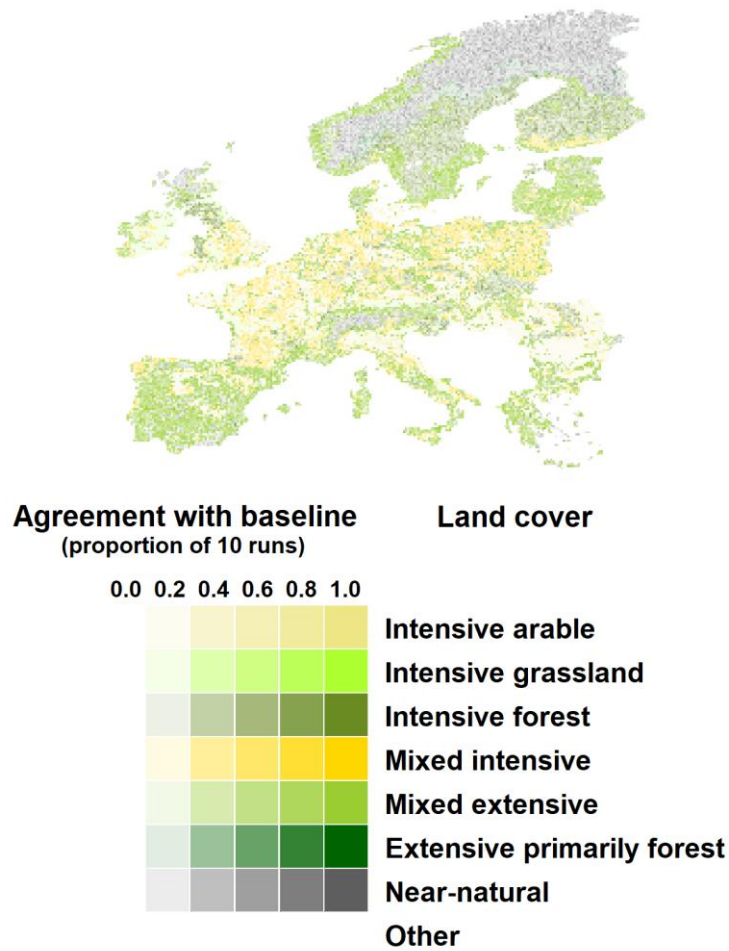 Agreement with baseline
(proportion of 10 runs)
Land cover
0.0 0.2 0.4 0.6 0.8 1.0
Intensive arable
Intensive grassland
Intensive forest
Mixed intensive
Mixed extensive
Extensive primarily forest
Near-natural
Other